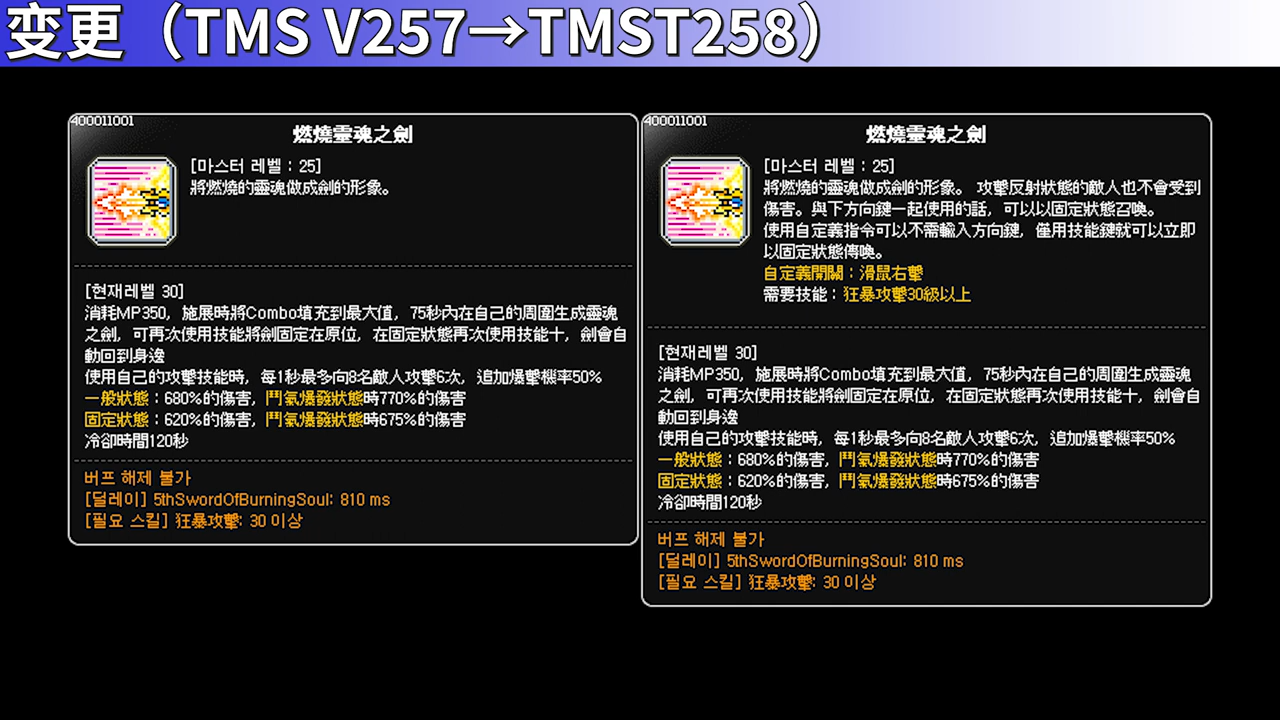 变更（TMS V257→TMST258）
400011001
燃燒靈魂之劍
[마스터 레벨 : 25]
將燃燒的靈魂做成劍的形象。
[현재레벨 30]
消耗MP350, 施展時將Combo填充到最大值, 75秒內在自己的周圍生成靈魂
之劍, 可再次使用技能將劍固定在原位, 在固定狀態再次使用技能十, 劍會自
動回到身邊
使用自己的攻擊技能時, 每1秒最多向8名敵人攻擊6次, 追加爆擊機率50%
一般狀態 : 680%的傷害, 鬥氣爆發狀態時770%的傷害
固定狀態 : 620%的傷害, 鬥氣爆發狀態時675%的傷害
冷卻時間120秒
버프 해제 불가
[딜레이] 5thSwordOfBurningSoul: 810 ms
[필요 스킬] 狂暴攻擊: 30 이상
400011001
燃燒靈魂之劍
[마스터 레벨 : 25]
將燃燒的靈魂做成劍的形象。 攻擊反射狀態的敵人也不會受到
傷害。與下方向鍵一起使用的話, 可以以固定狀態召喚。
使用自定義指令可以不需輸入方向鍵, 僅用技能鍵就可以立即
以固定狀態傳喚。
自定義開關 : 滑鼠右擊
需要技能 : 狂暴攻擊30級以上
[현재레벨 30]
消耗MP350, 施展時將Combo填充到最大值, 75秒內在自己的周圍生成靈魂
之劍, 可再次使用技能將劍固定在原位, 在固定狀態再次使用技能十, 劍會自
動回到身邊
使用自己的攻擊技能時, 每1秒最多向8名敵人攻擊6次, 追加爆擊機率50%
一般狀態 : 680%的傷害, 鬥氣爆發狀態時770%的傷害
固定狀態 : 620%的傷害, 鬥氣爆發狀態時675%的傷害
冷卻時間120秒
버프 해제 불가
[딜레이] 5thSwordOfBurningSoul: 810 ms
[필요 스킬] 狂暴攻擊: 30 이상